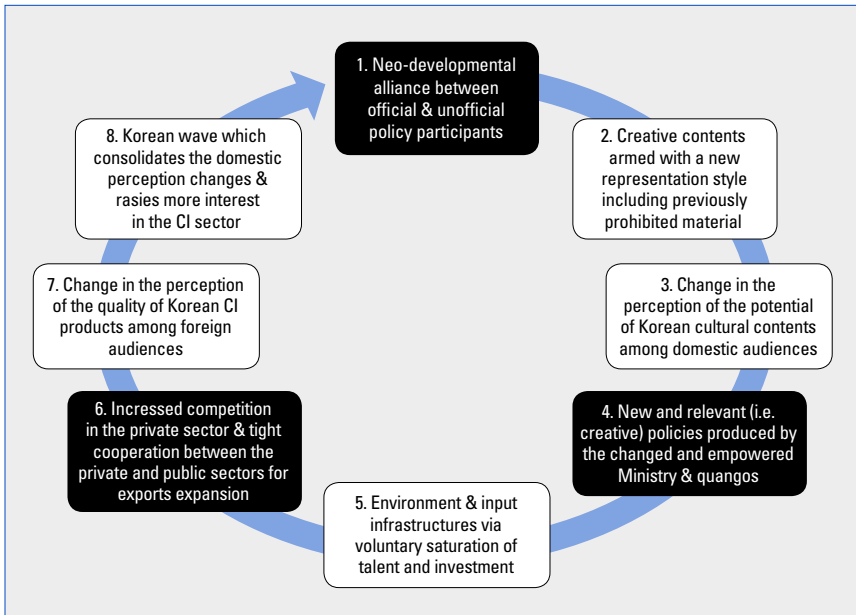 1. Neo-developmental
alliance between
official & unofficial
policy participants
2. Creative contents
armed with a new
representation style
including previously
prohibited material
3. Change in the
perception of the potential
of Korean cultural contents
among domestic audiences
4. New and relevant (i.e.
creative) policies produced by
the changed and empowered
Ministry & quangos
5. Environment & input
infrastructures via
voluntary saturation of
talent and investment
6. Incressed competition
in the private sector & tight
cooperation between the
private and public sectors for
exports expansion
7. Change in the perception
of the quality of Korean CI
products among foreign
audiences
8. Korean wave which
consolidates the domestic
perception changes &
rasies more interest
in the CI sector